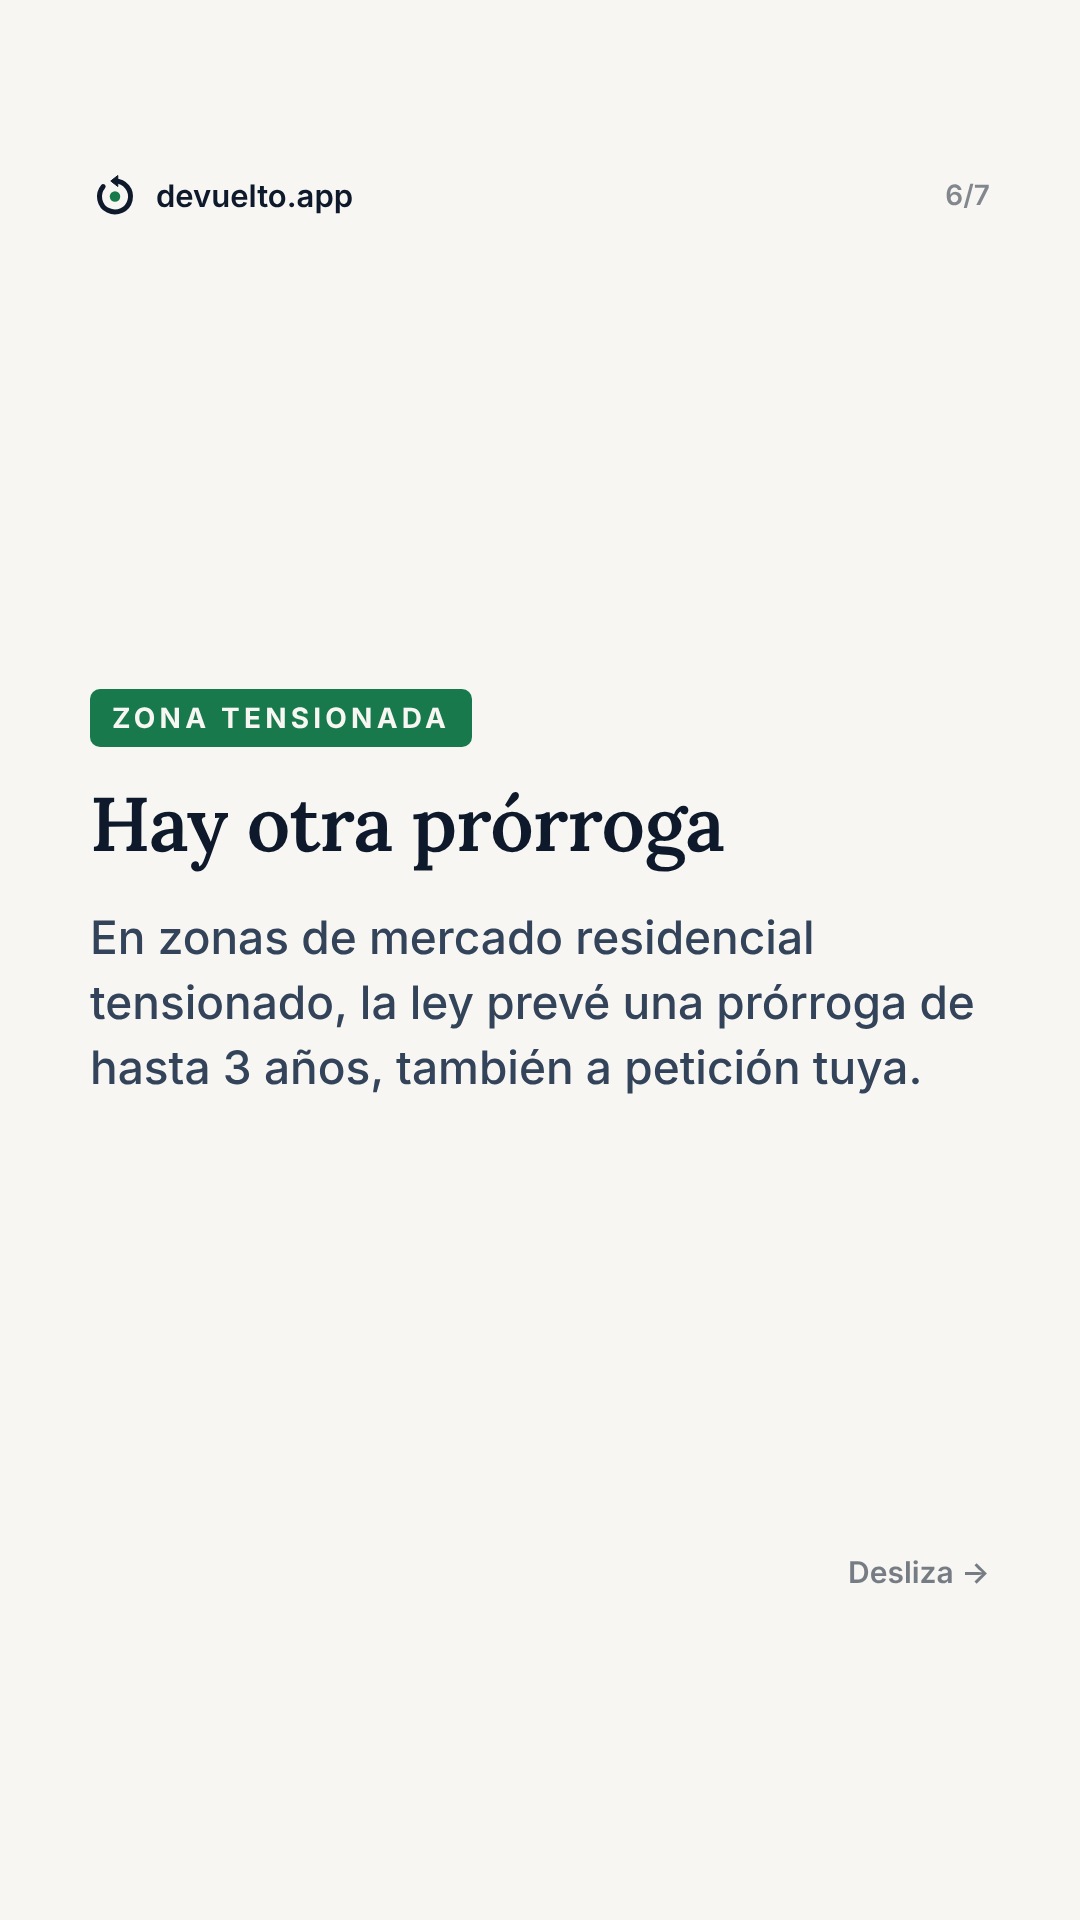 devuelto.app
6/7
ZONA TENSIONADA
Hay otra prórroga
En zonas de mercado residencial
tensionado, la ley prevé una prórroga de
hasta 3 años, también a petición tuya.
Desliza →